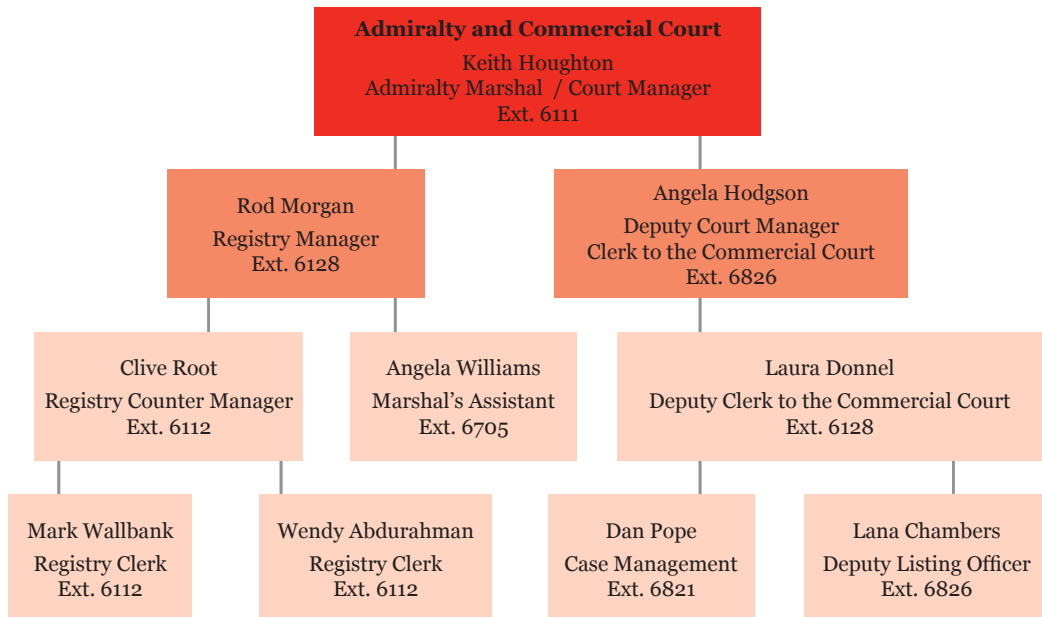 Admiralty and Commercial Court
Keith Houghton
Admiralty Marshal / Court Manager
Ext. 6111
Rod Morgan
Registry Manager
Ext. 6128
Angela Hodgson
Deputy Court Manager
Clerk to the Commercial Court
Ext. 6826
Clive Root
Registry Counter Manager
Ext. 6112
Angela Williams
Marshal’s Assistant
Ext. 6705
Laura Donnel
Deputy Clerk to the Commercial Court
Ext. 6128
Mark Wallbank
Registry Clerk
Ext. 6112
Wendy Abdurahman
Registry Clerk
Ext. 6112
Dan Pope
Case Management
Ext. 6821
Lana Chambers
Deputy Listing Officer
Ext. 6826